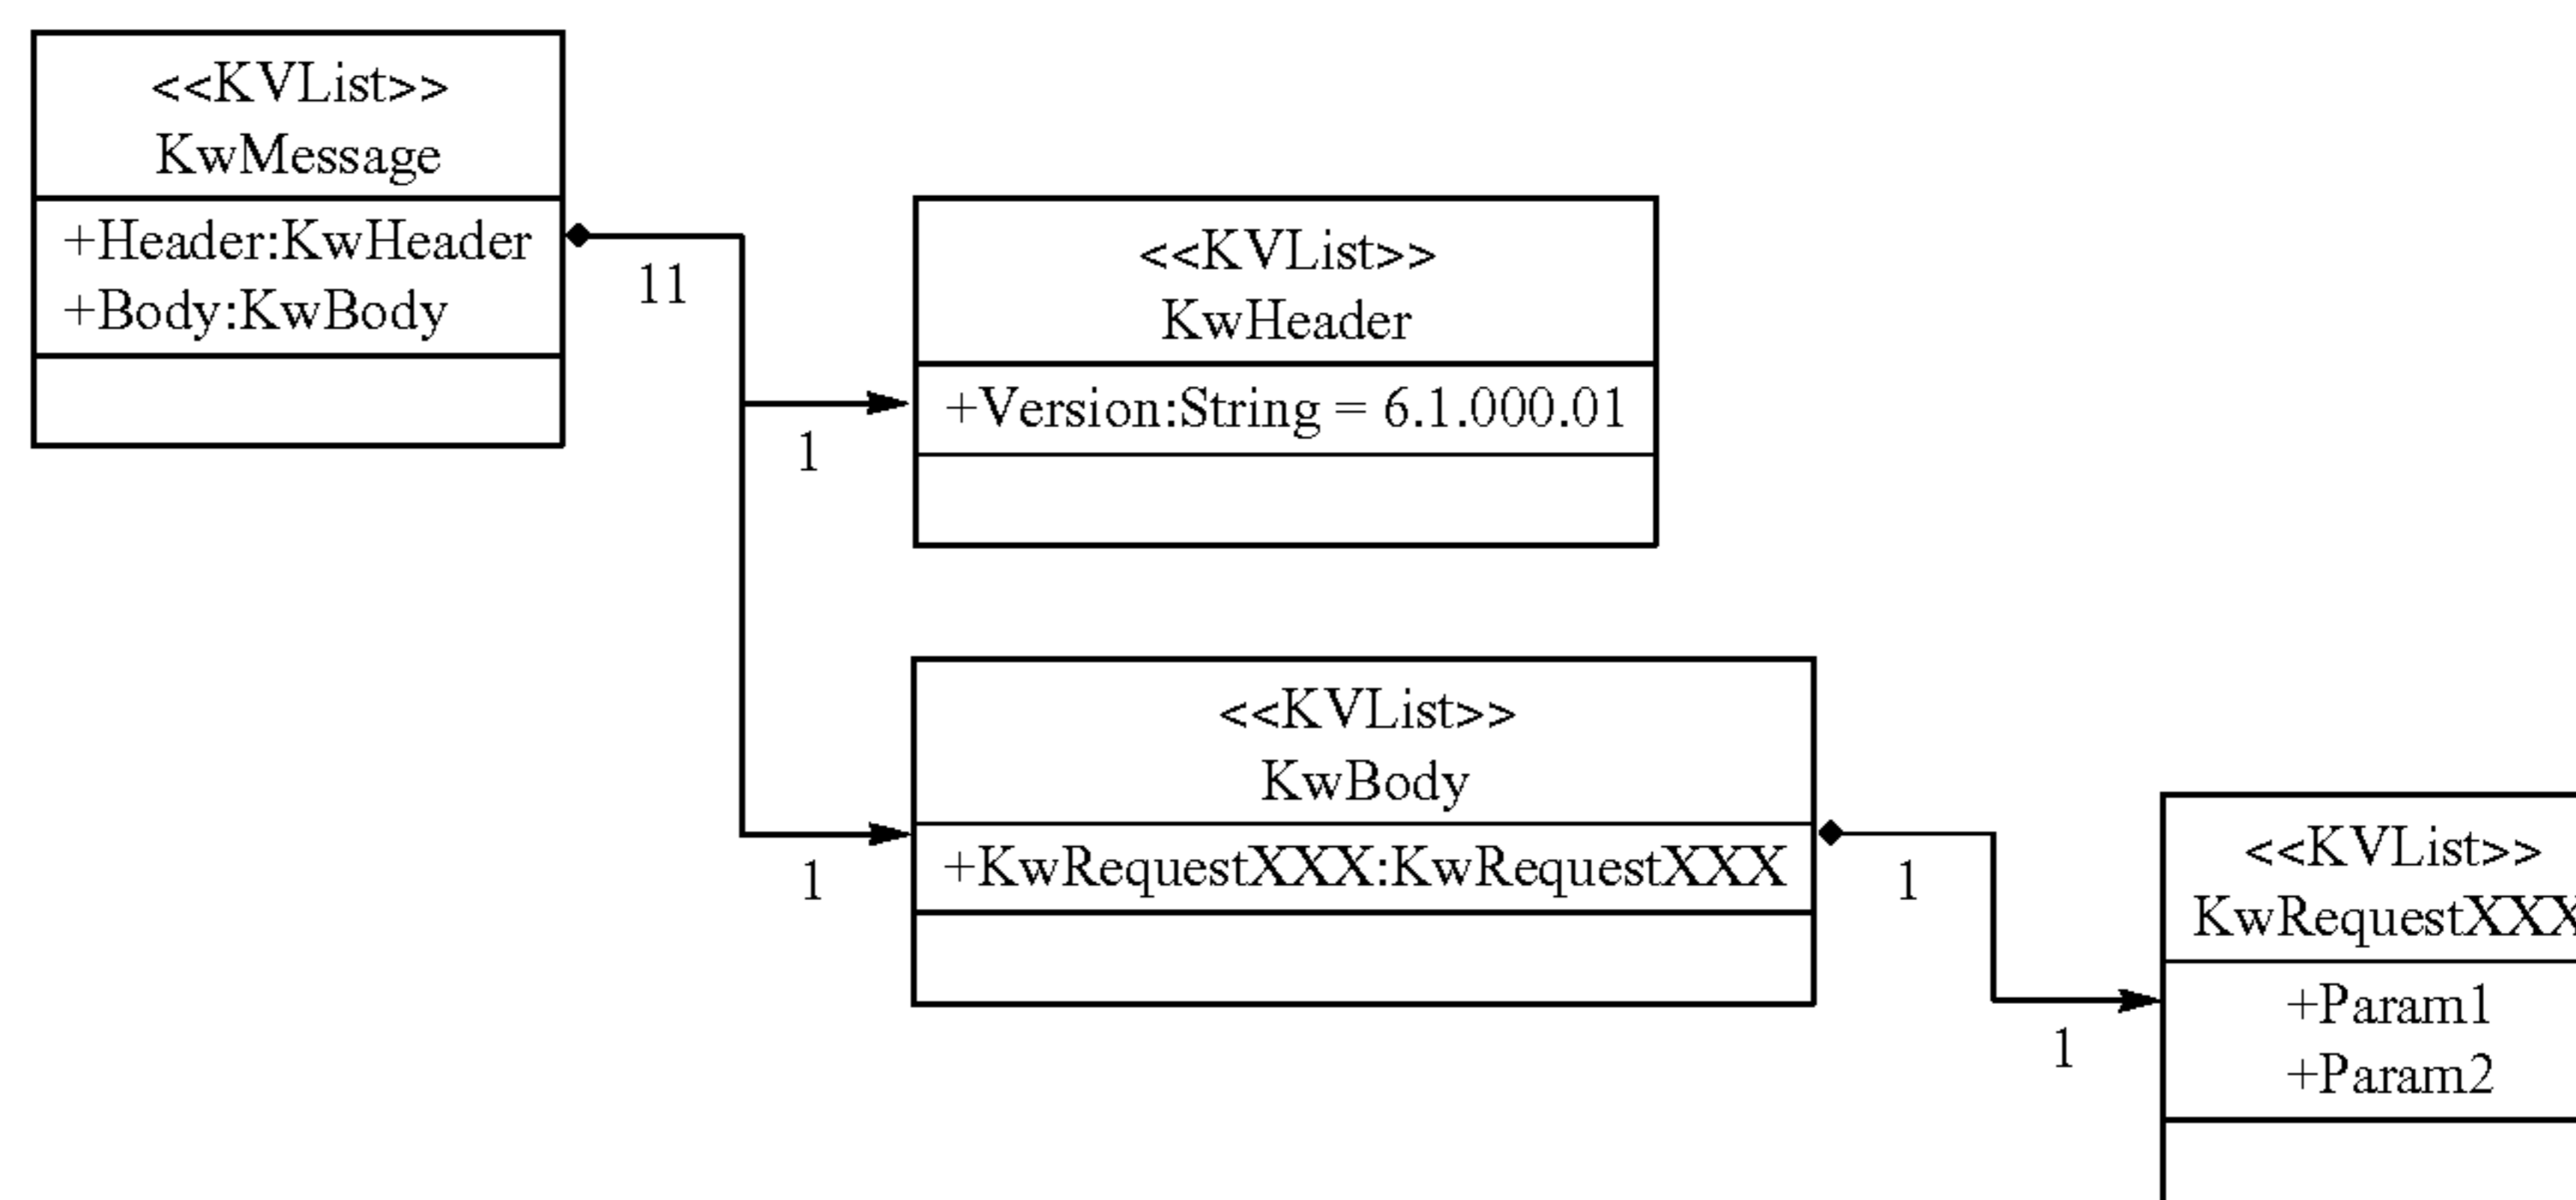 <<KVList>>
KwMessage
+Header:KwHeader
+Body:KwBody
11
<<KVList>>
KwHeader
+Version:String = 6.1.000.01
1
<<KVList>>
KwBody
+KwRequestXXX:KwRequestXXX
1
1
<<KVList>>
KwRequestXXX
+Param1
+Param2
1